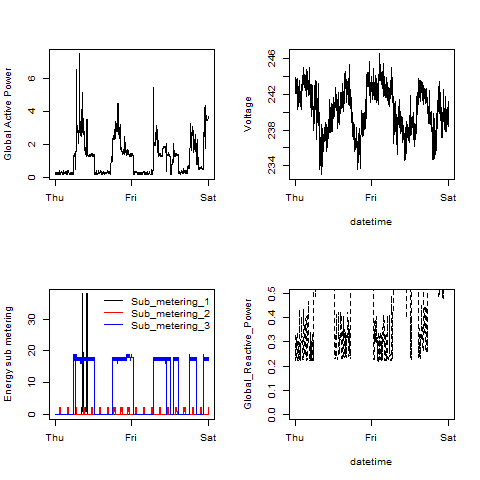 Global Active Power
0 2 4 6
Thu Fri Sat
Voltage
234 238 242 246
Thu Fri Sat
datetime
Energy sub metering
0 10 20 30
Sub_metering_1
Sub_metering_2
Sub_metering_3
Thu Fri Sat
Global_Reactive_Power
0.0 0.1 0.2 0.3 0.4 0.5
Thu Fri Sat
datetime